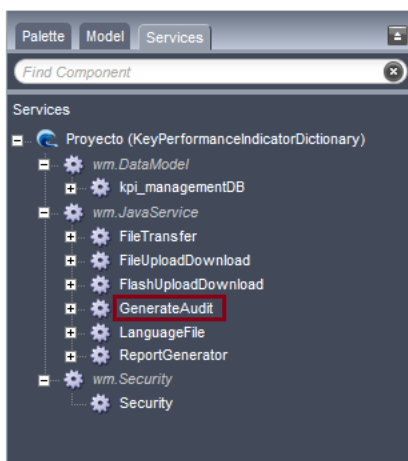 Palette Model Services
Find Component
Services
Proyecto (KeyPerformanceIndicatorDictionary)
wm.DataModel
kpi_managementDB
wm.JavaService
FileTransfer
FileUploadDownload
FlashUploadDownload
GenerateAudit
LanguageFile
ReportGenerator
wm.Security
Security